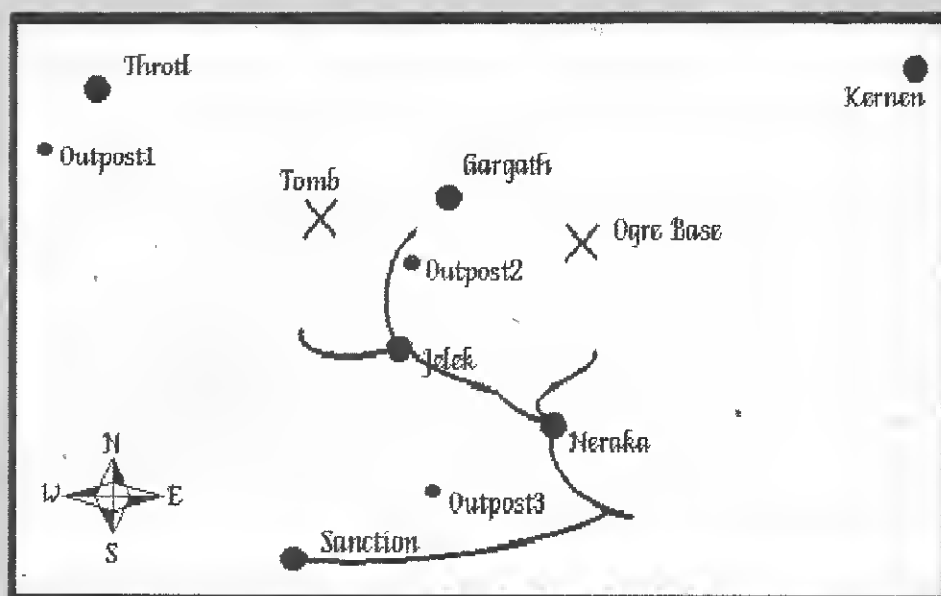 Throtl
Kernen
Outpost1
Tomb
Gargath
Ogre Base
Outpost2
Jelek
Neraka
N
W E
S
Outpost3
Sanction